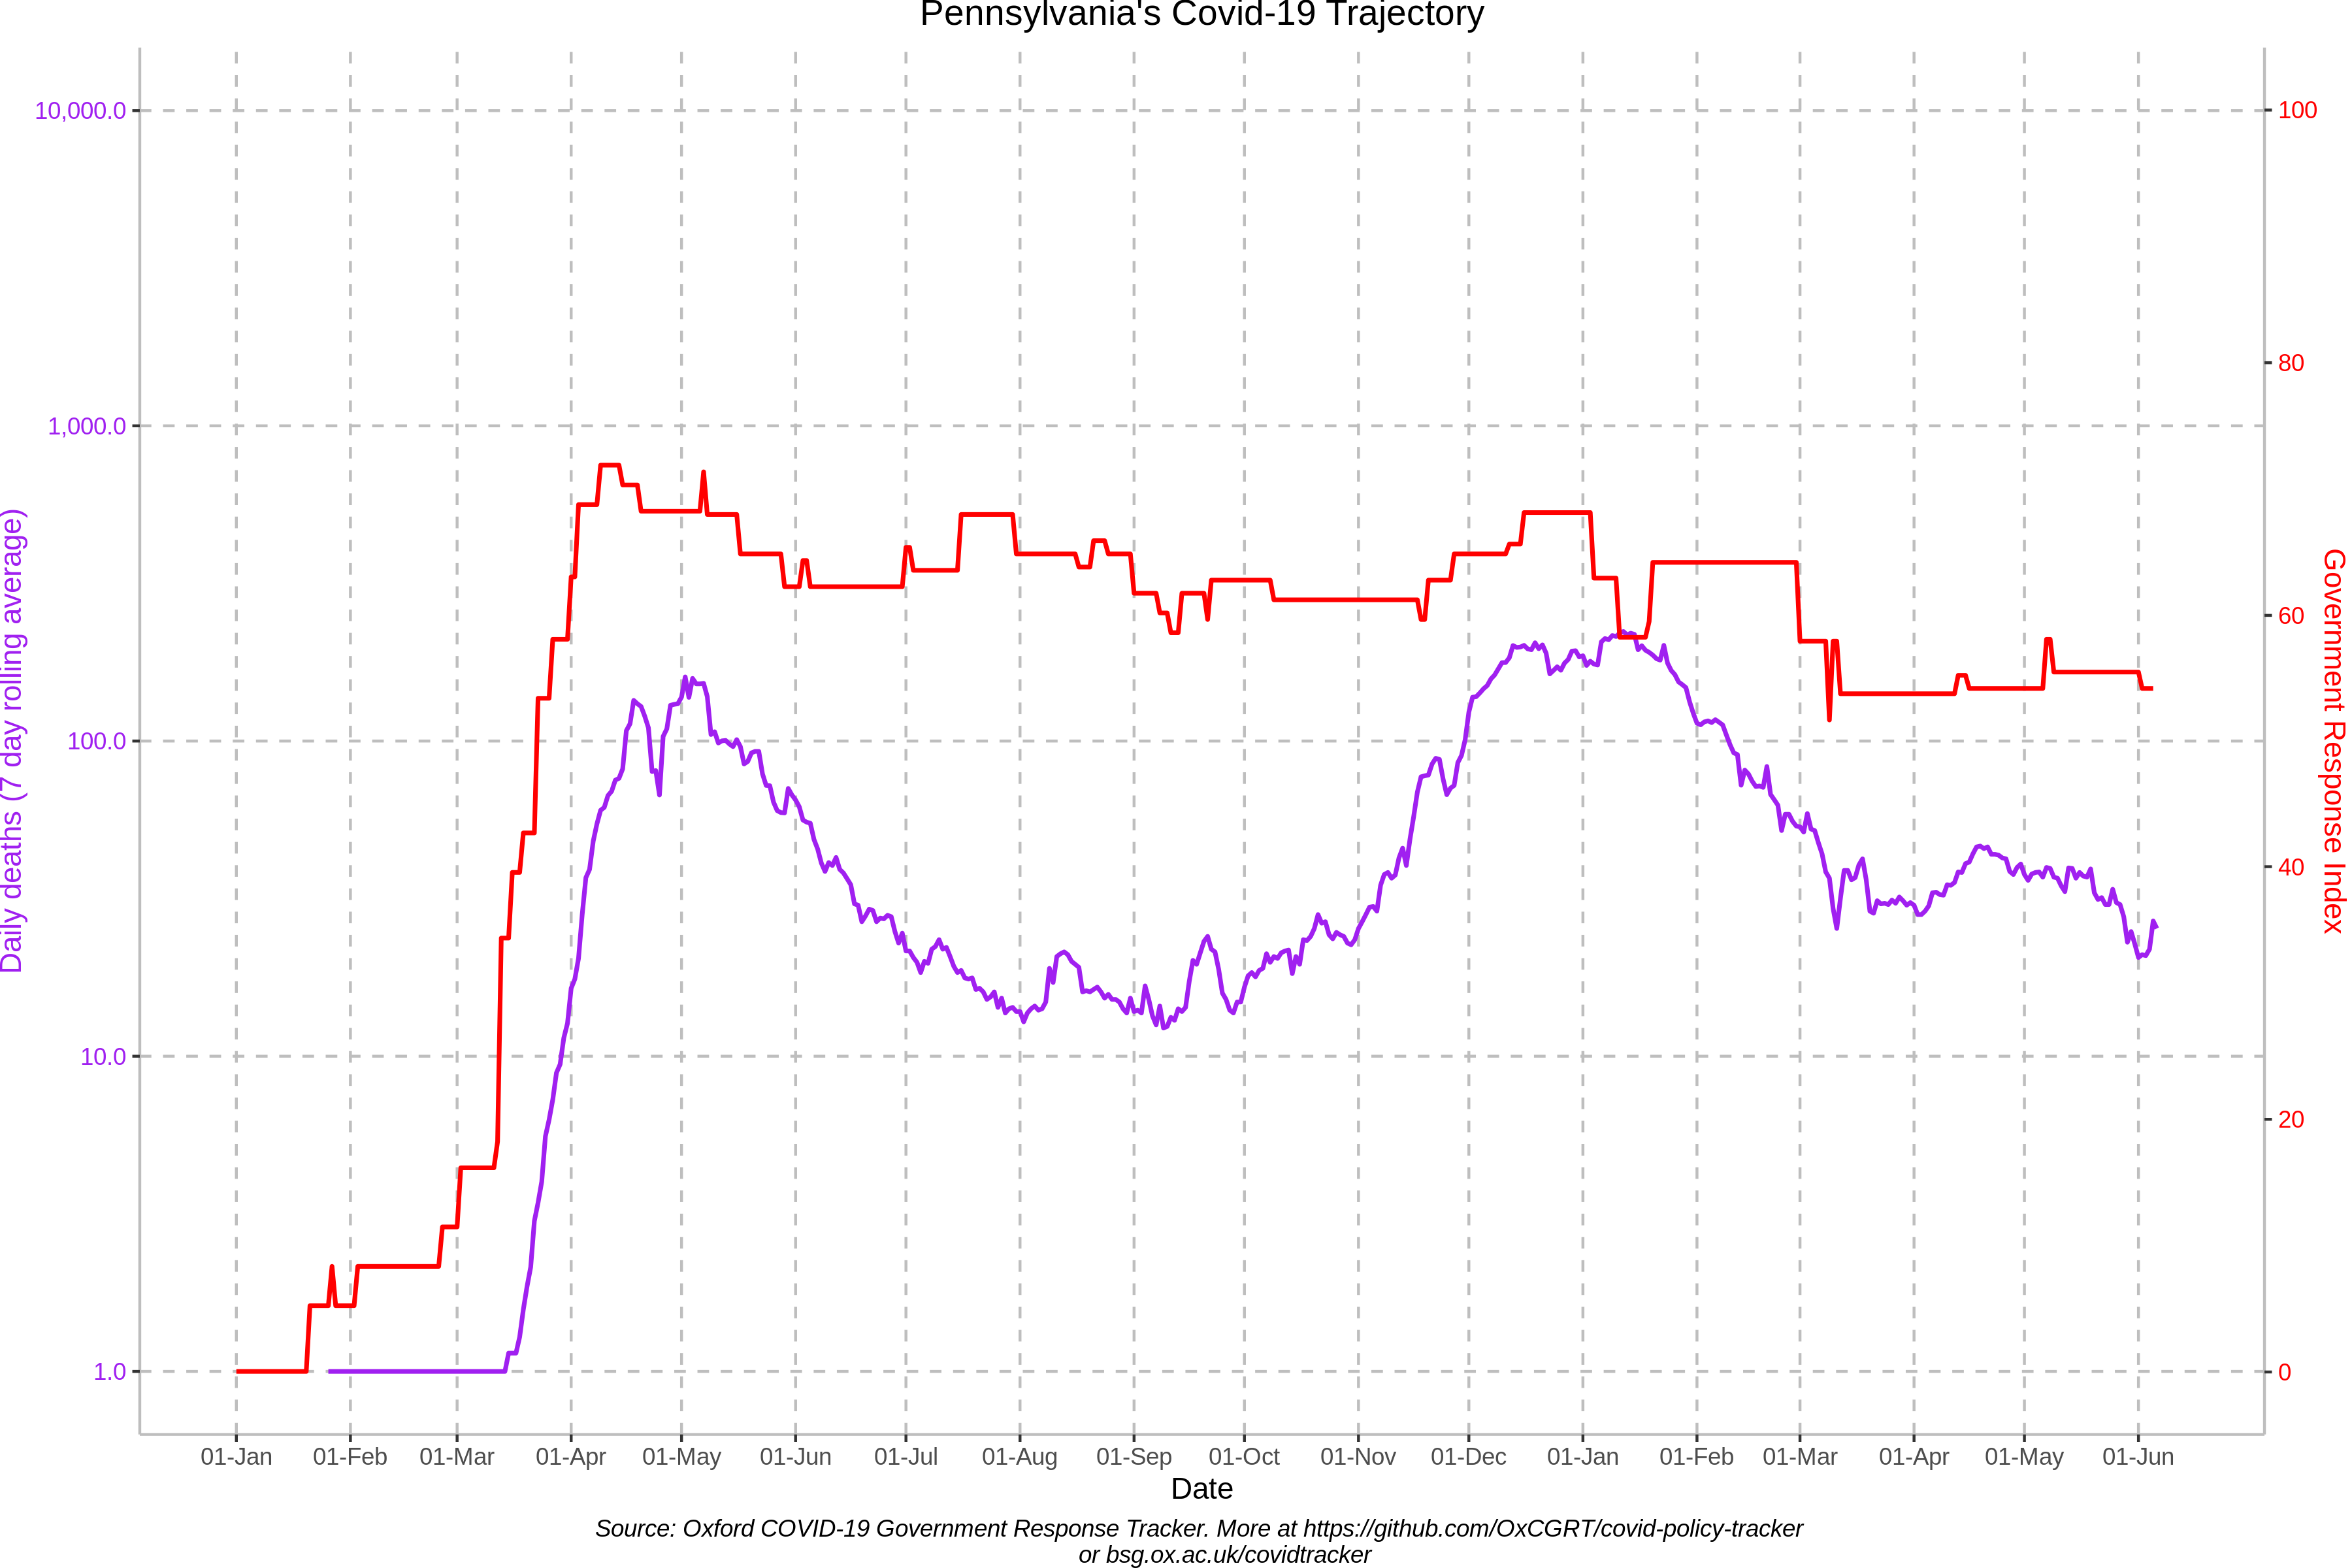 Pennsylvania's Covid-19 Trajectory
10,000.0
1,000.0
100.0
10.0
1.0
Daily deaths (7 day rolling average)
100
80
60
40
20
0
Government Response Index
01-Jan 01-Feb 01-Mar 01-Apr 01-May 01-Jun 01-Jul 01-Aug 01-Sep 01-Oct 01-Nov 01-Dec 01-Jan 01-Feb 01-Mar 01-Apr 01-May 01-Jun
Date
Source: Oxford COVID-19 Government Response Tracker. More at https://github.com/OxCGRT/covid-policy-tracker
or bsg.ox.ac.uk/covidtracker